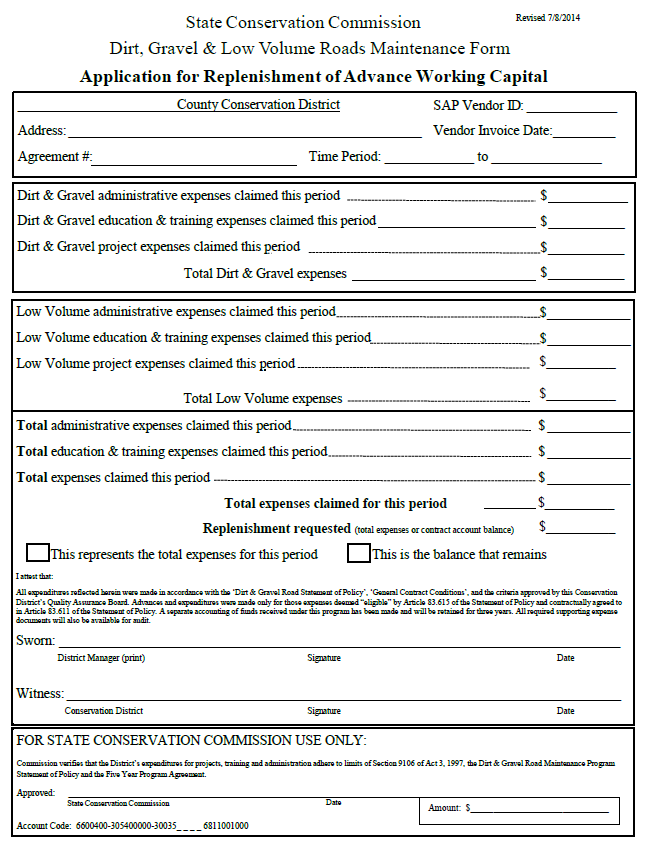 State Conservation Commission
Revised 7/8/2014
Dirt, Gravel & Low Volume Roads Maintenance Form
Application for Replenishment of Advance Working Capital
County Conservation District SAP Vendor ID:
Address: Vendor Invoice Date:
Agreement #: Time Period: to
Dirt & Gravel administrative expenses claimed this period $
Dirt & Gravel education & training expenses claimed this period $
Dirt & Gravel project expenses claimed this period $
Total Dirt & Gravel expenses $
Low Volume administrative expenses claimed this period $
Low Volume education & training expenses claimed this period $
Low Volume project expenses claimed this period $
Total Low Volume expenses $
Total administrative expenses claimed this period $
Total education & training expenses claimed this period $
Total expenses claimed this period $
Total expenses claimed for this period $
Replenishment requested (total expenses or contract account balance) $
This represents the total expenses for this period This is the balance that remains
I attest that:
All expenditures reflected herein were made in accordance with the 'Dirt & Gravel Road Statement of Policy', 'General Contract Conditions', and the criteria approved by this Conservation
District's Quality Assurance Board. Advances and expenditures were made only for those expenses deemed "eligible" by Article 83.615 of the Statement of Policy and contractually agreed to
in Article 83.611 of the Statement of Policy. A separate accounting of funds received under this program has been made and will be retained for three years. All required supporting expense
documents will also be available for audit.
Sworn:
District Manager (print) Signature Date
Witness:
Conservation District Signature Date
FOR STATE CONSERVATION COMMISSION USE ONLY:
Commission verifies that the District's expenditures for projects, training and administration adhere to limits of Section 9106 of Act 3, 1997, the Dirt & Gravel Road Maintenance Program
Statement of Policy and the Five Year Program Agreement.
Approved:
State Conservation Commission Date
Amount: $
Account Code: 6600400-305400000-30035_ _ _ _ 6811001000